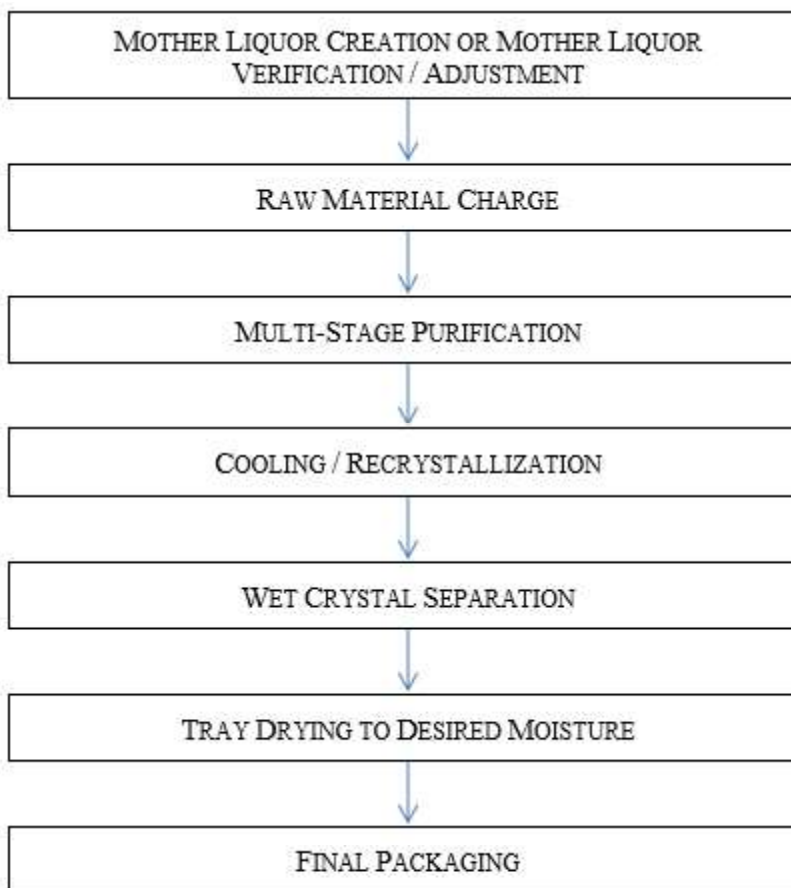 MOTHER LIQUOR CREATION OR MOTHER LIQUOR
VERIFICATION / ADJUSTMENT
RAW MATERIAL CHARGE
MULTI-STAGE PURIFICATION
COOLING / RECRYSTALLIZATION
WET CRYSTAL SEPARATION
TRAY DRYING TO DESIRED MOISTURE
FINAL PACKAGING